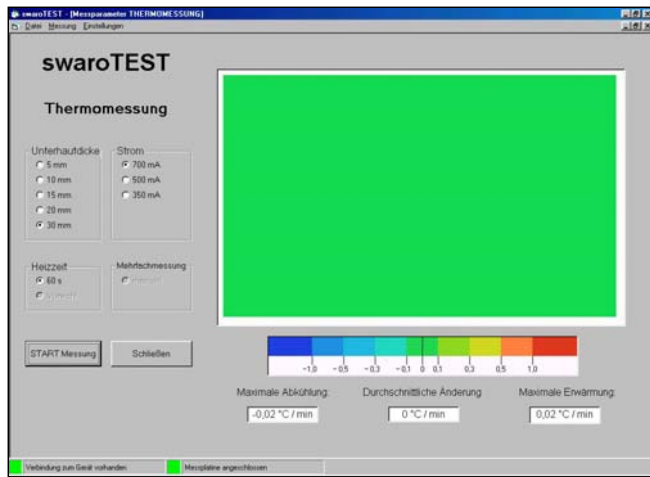 swaroTEST - [Messparameter THERMOMESSUNG]
Datei Messung Einstellungen
swaroTEST
Thermomessung
Unterhautdicke
5 mm
10 mm
15 mm
20 mm
30 mm
Strom
700 mA
500 mA
350 mA
Heizzeit
60 s
Mehrfachmessung
START Messung
Schließen
-1,0 -0,5 -0,3 -0,1 0 0,1 0,3 0,5 1,0
Maximale Abkühlung: Durchschnittliche Änderung Maximale Erwärmung:
-0,02 °C / min 0 °C / min 0,02 °C / min
Verbindung zum Gerät vorhanden Messplatine angeschlossen